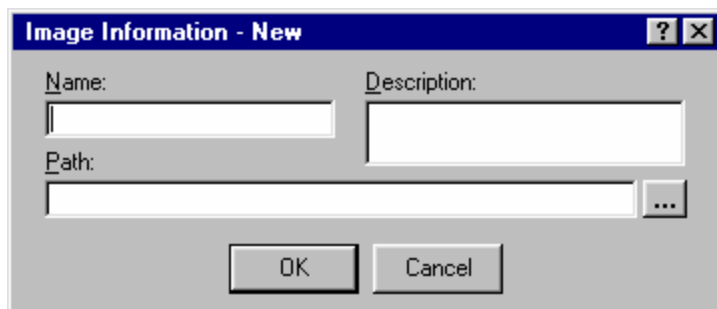 Image Information - New
Name:
Description:
Path:
...
OK
Cancel